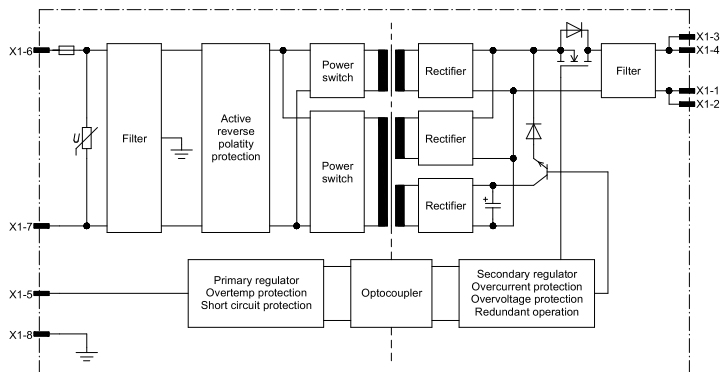 X1-6
X1-7
X1-5
X1-8
U
Filter
Active
reverse
polatity
protection
Power
switch
Power
switch
Rectifier
Rectifier
Rectifier
+
Filter
X1-3
X1-4
X1-1
X1-2
Primary regulator
Overtemp protection
Short circuit protection
Optocoupler
Secondary regulator
Overcurrent protection
Overvoltage protection
Redundant operation